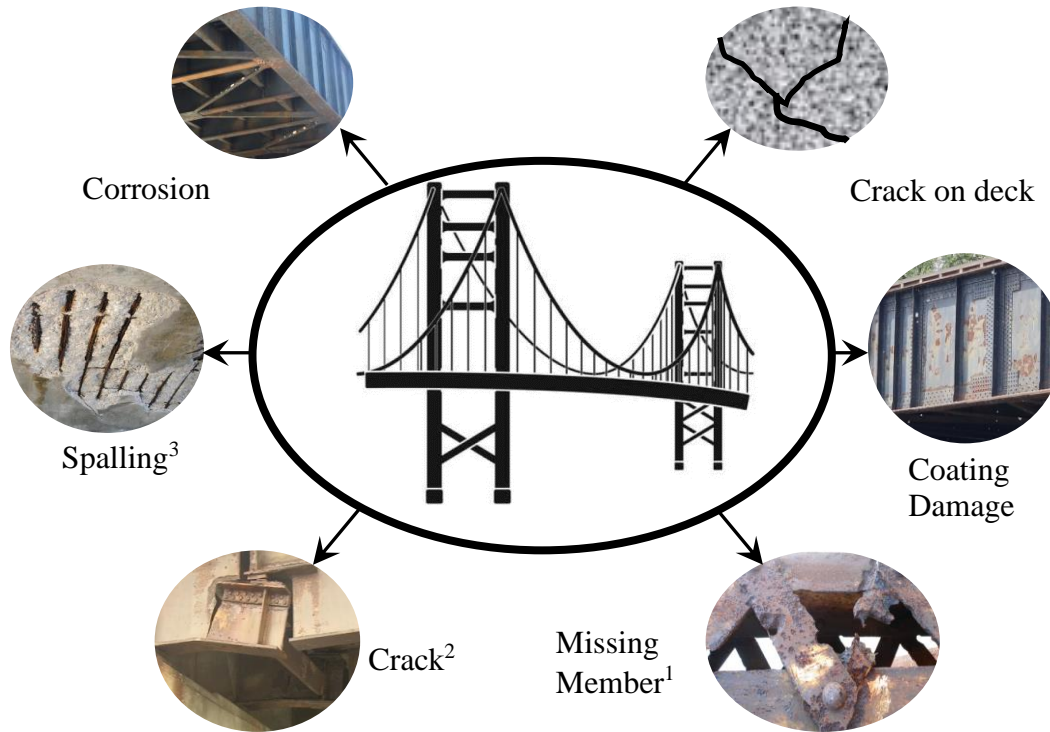 Corrosion
Crack on deck
Spalling³
Coating
Damage
Crack²
Missing
Member¹